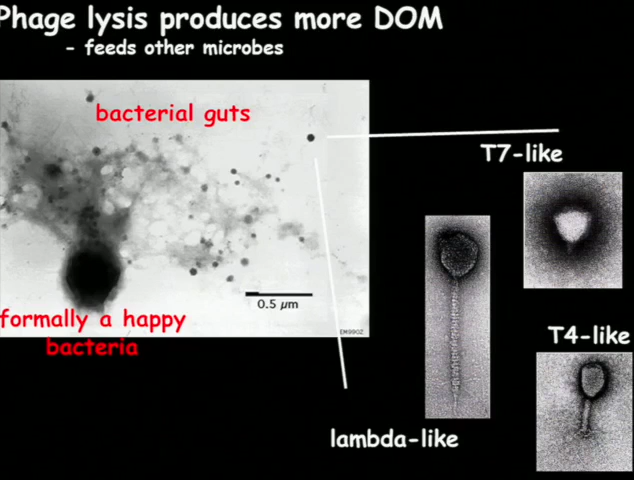 Phage lysis produces more DOM
- feeds other microbes
bacterial guts
T7-like
0.5 µm
formally a happy
bacteria
T4-like
lambda-like